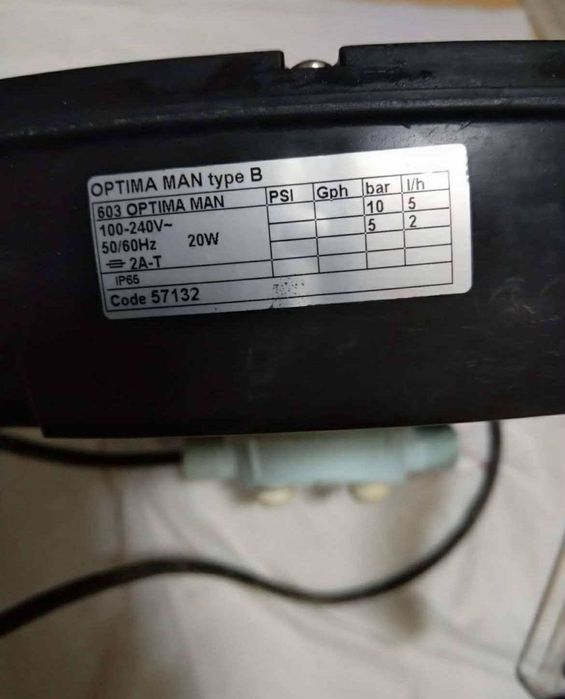 OPTIMA MAN type B
603 OPTIMA MAN PSI Gph bar l/h
100-240V~ 10 5
50/60Hz 20W 5 2
2A-T
IP65
Code 57132